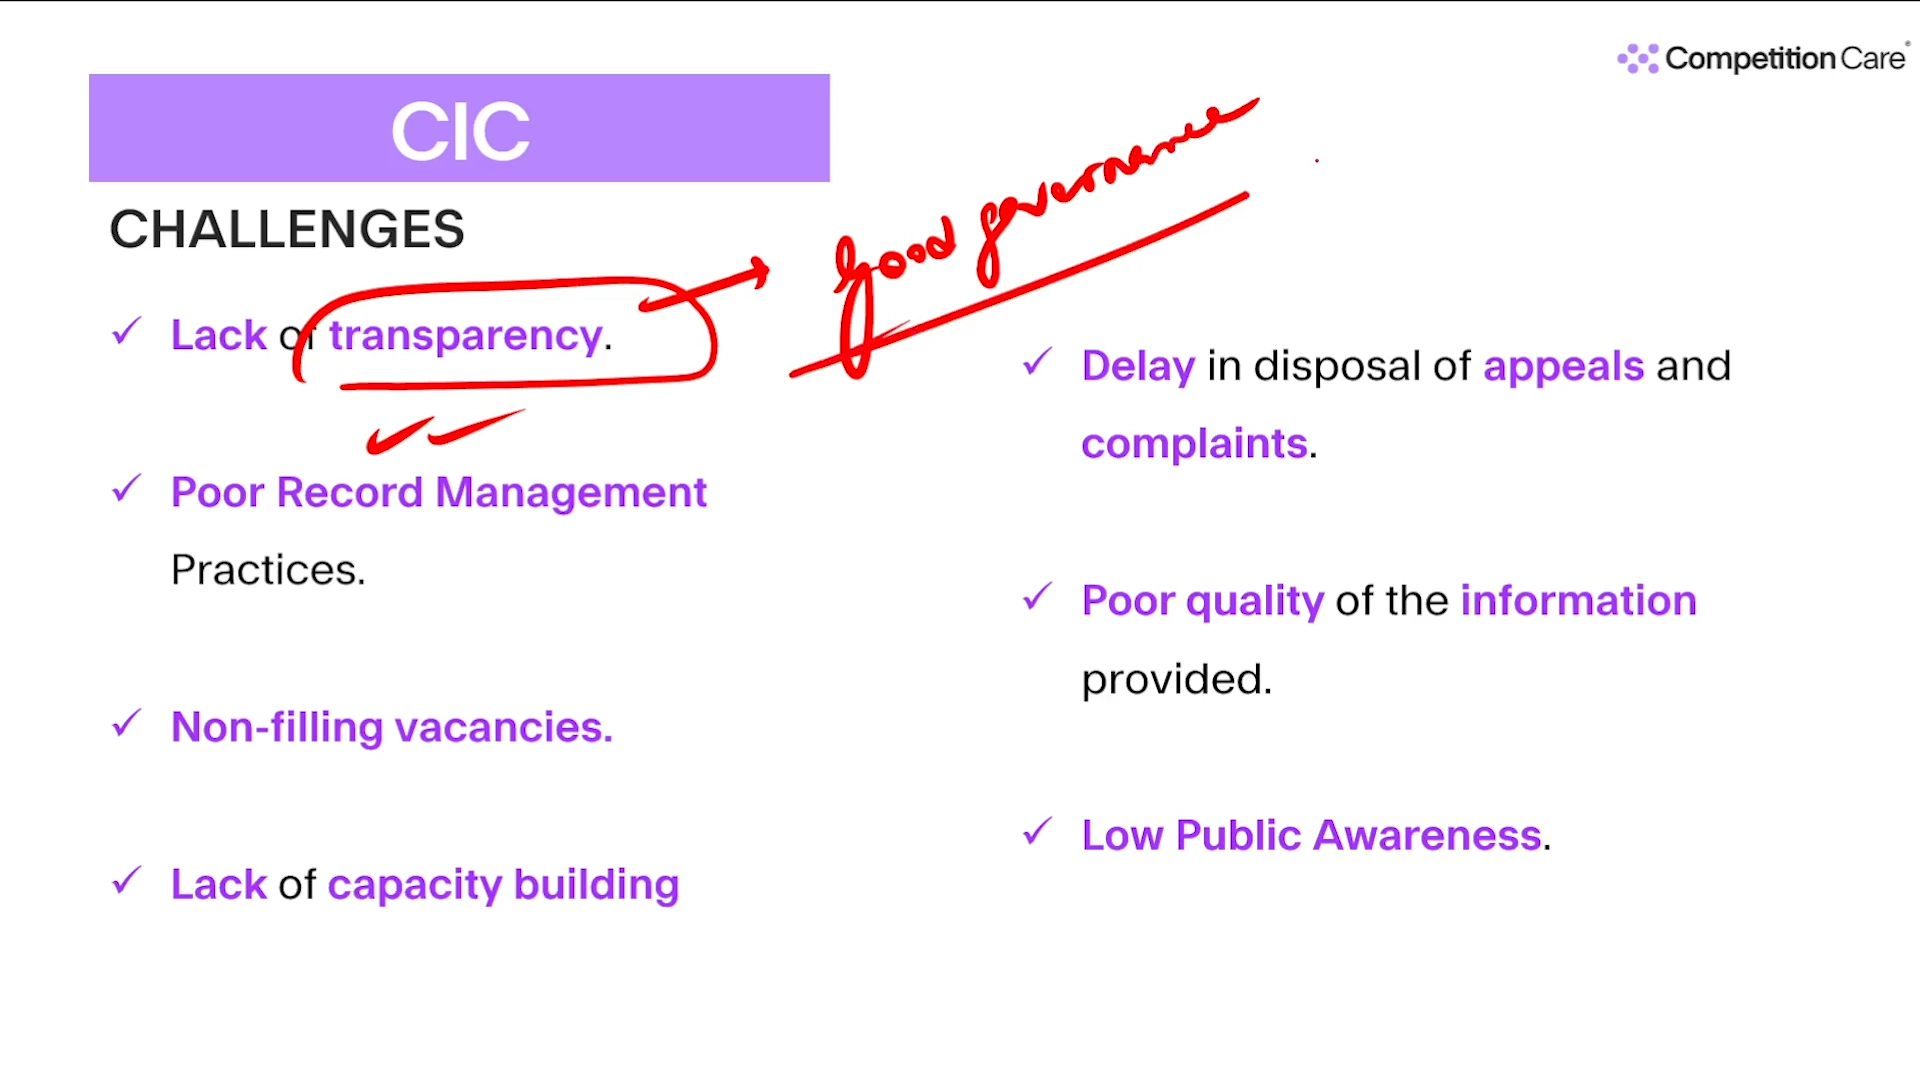 Competition Care
CIC
CHALLENGES
Good governance
✓ Lack of transparency.
✓ Poor Record Management
Practices.
✓ Non-filling vacancies.
✓ Lack of capacity building
✓ Delay in disposal of appeals and
complaints.
✓ Poor quality of the information
provided.
✓ Low Public Awareness.